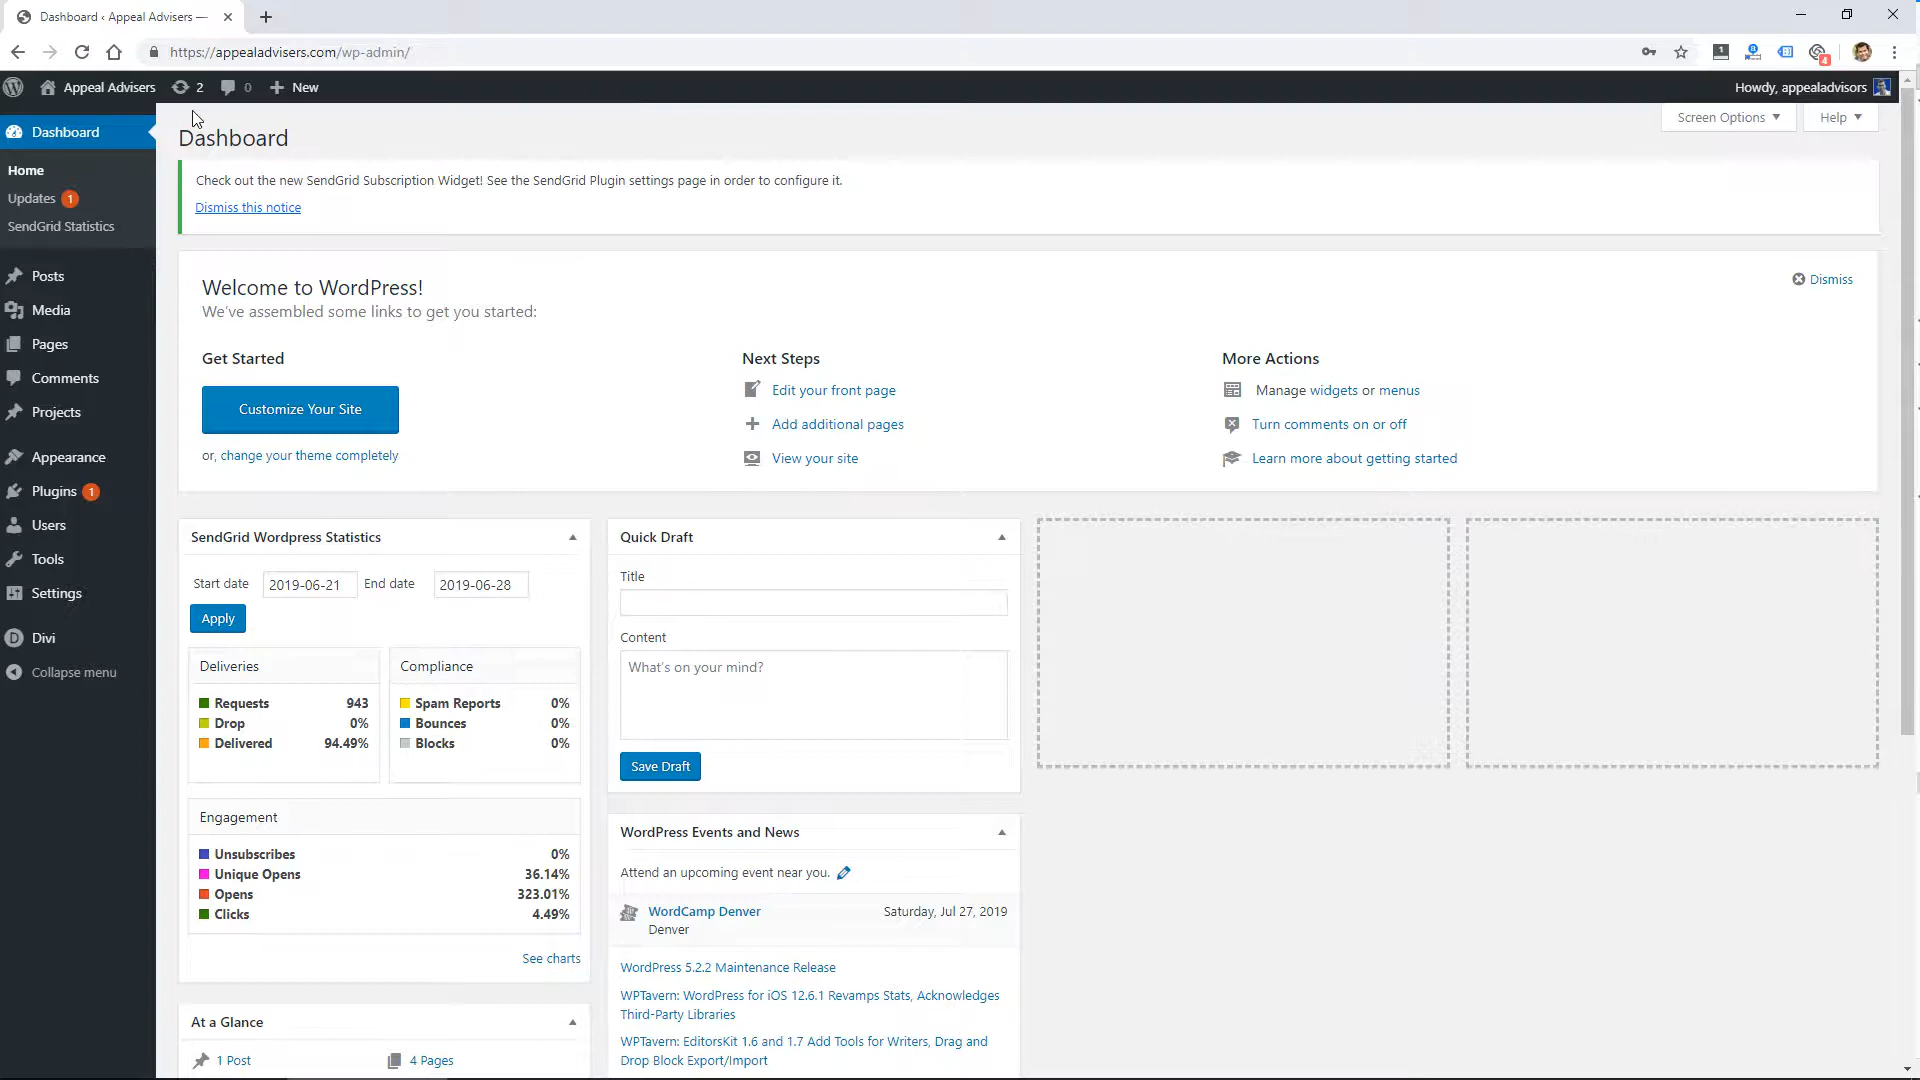 Dashboard ‹ Appeal Advisers —
https://appealadvisers.com/wp-admin/
1
8
4
Appeal Advisers
2
0
New
Howdy, appealadvisors
Dashboard
Home
Updates 1
SendGrid Statistics
Posts
Media
Pages
Comments
Projects
Appearance
Plugins 1
Users
Tools
Settings
Divi
Collapse menu
Screen Options
Help
Dashboard
Check out the new SendGrid Subscription Widget! See the SendGrid Plugin settings page in order to configure it.
Dismiss this notice
Welcome to WordPress!
We've assembled some links to get you started:
Dismiss
Get Started
Customize Your Site
or, change your theme completely
Next Steps
Edit your front page
Add additional pages
View your site
More Actions
Manage widgets or menus
Turn comments on or off
Learn more about getting started
SendGrid Wordpress Statistics
Start date 2019-06-21 End date 2019-06-28
Apply
Deliveries
Requests 943
Drop 0%
Delivered 94.49%
Compliance
Spam Reports 0%
Bounces 0%
Blocks 0%
Engagement
Unsubscribes 0%
Unique Opens 36.14%
Opens 323.01%
Clicks 4.49%
See charts
At a Glance
1 Post
4 Pages
Quick Draft
Title
Content
What's on your mind?
Save Draft
WordPress Events and News
Attend an upcoming event near you.
WordCamp Denver Saturday, Jul 27, 2019
Denver
WordPress 5.2.2 Maintenance Release
WPTavern: WordPress for iOS 12.6.1 Revamps Stats, Acknowledges
Third-Party Libraries
WPTavern: EditorsKit 1.6 and 1.7 Add Tools for Writers, Drag and
Drop Block Export/Import